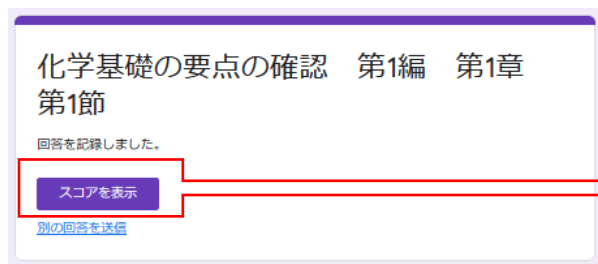 化学基礎の要点の確認　第1編　第1章
第1節
回答を記録しました。
スコアを表示
別の回答を送信